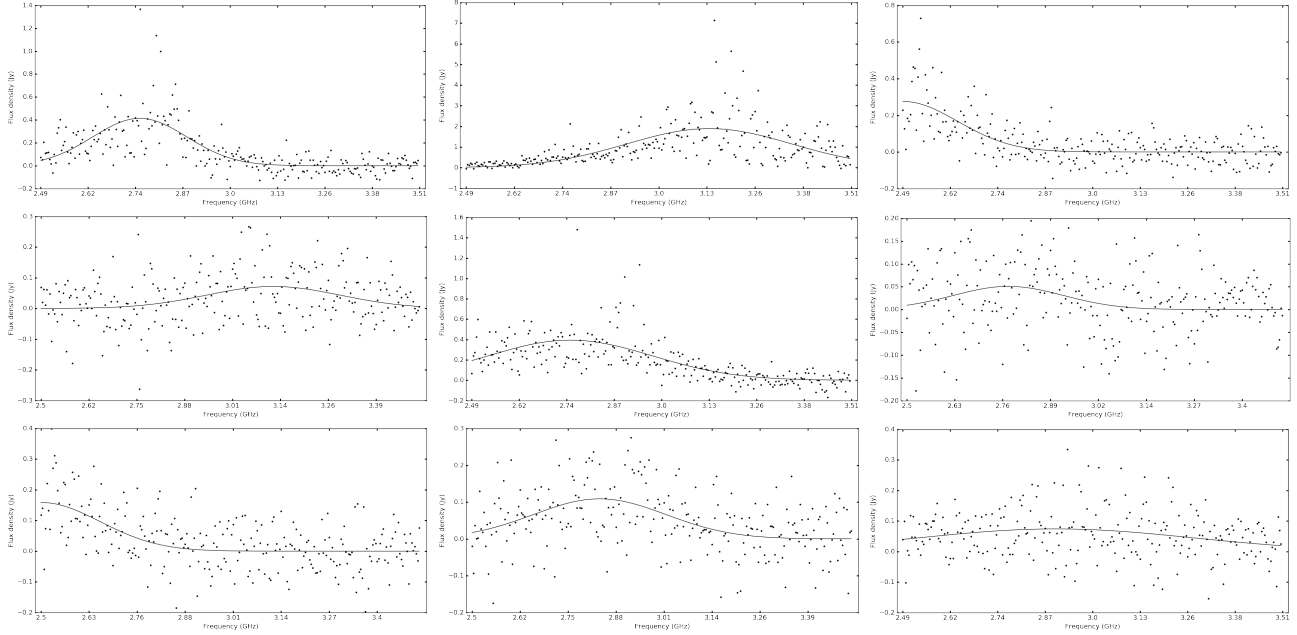 1.4
1.2
1.0
0.8
0.6
0.4
0.2
0.0
−0.2
Flux density (Jy)
2.49 2.62 2.74 2.87 3.0 3.13 3.25 3.38 3.51
Frequency (GHz)
8
7
6
5
4
3
2
1
0
−1
Flux density (Jy)
2.49 2.62 2.74 2.87 3.0 3.13 3.26 3.38 3.51
Frequency (GHz)
0.8
0.6
0.4
0.2
0.0
−0.2
Flux density (Jy)
2.49 2.62 2.74 2.87 3.0 3.13 3.26 3.38 3.51
Frequency (GHz)
0.3
0.2
0.1
0.0
−0.1
−0.2
−0.3
Flux density (Jy)
2.5 2.62 2.76 2.88 3.01 3.14 3.26 3.39
Frequency (GHz)
1.6
1.4
1.2
1.0
0.8
0.6
0.4
0.2
0.0
−0.2
Flux density (Jy)
2.49 2.62 2.74 2.87 3.0 3.13 3.26 3.38 3.51
Frequency (GHz)
0.20
0.15
0.10
0.05
0.00
−0.05
−0.10
−0.15
−0.20
Flux density (Jy)
2.5 2.63 2.76 2.89 3.02 3.14 3.27 3.4
Frequency (GHz)
0.4
0.3
0.2
0.1
0.0
−0.1
−0.2
Flux density (Jy)
2.5 2.63 2.76 2.88 3.01 3.14 3.27 3.4
Frequency (GHz)
0.3
0.2
0.1
0.0
−0.1
−0.2
Flux density (Jy)
2.5 2.62 2.75 2.88 3.01 3.13 3.26 3.39
Frequency (GHz)
0.4
0.3
0.2
0.1
0.0
−0.1
−0.2
Flux density (Jy)
2.49 2.62 2.74 2.87 3.0 3.13 3.25 3.38 3.51
Frequency (GHz)